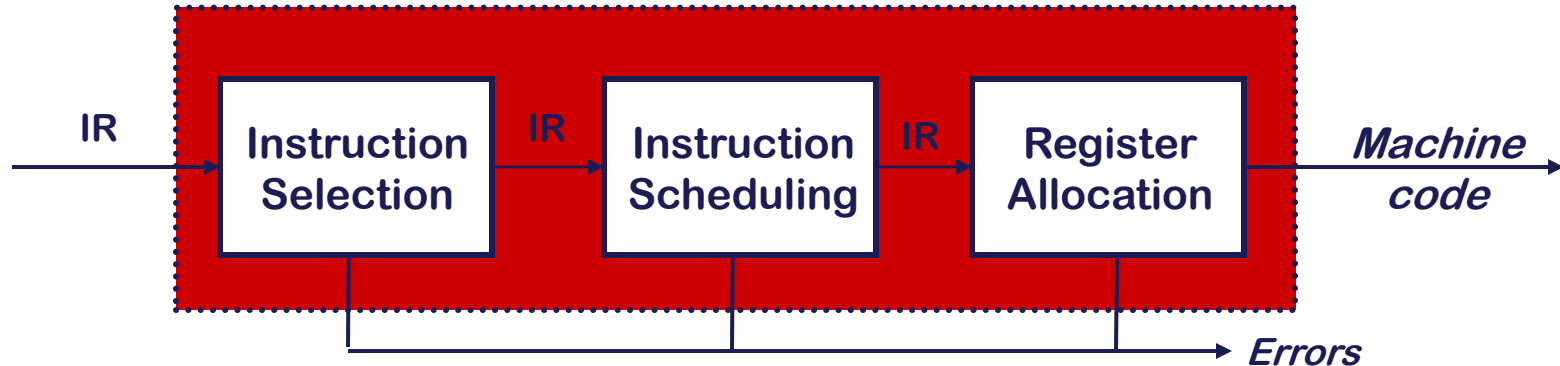 IR
Instruction
Selection
IR
Instruction
Scheduling
IR
Register
Allocation
Machine
code
Errors